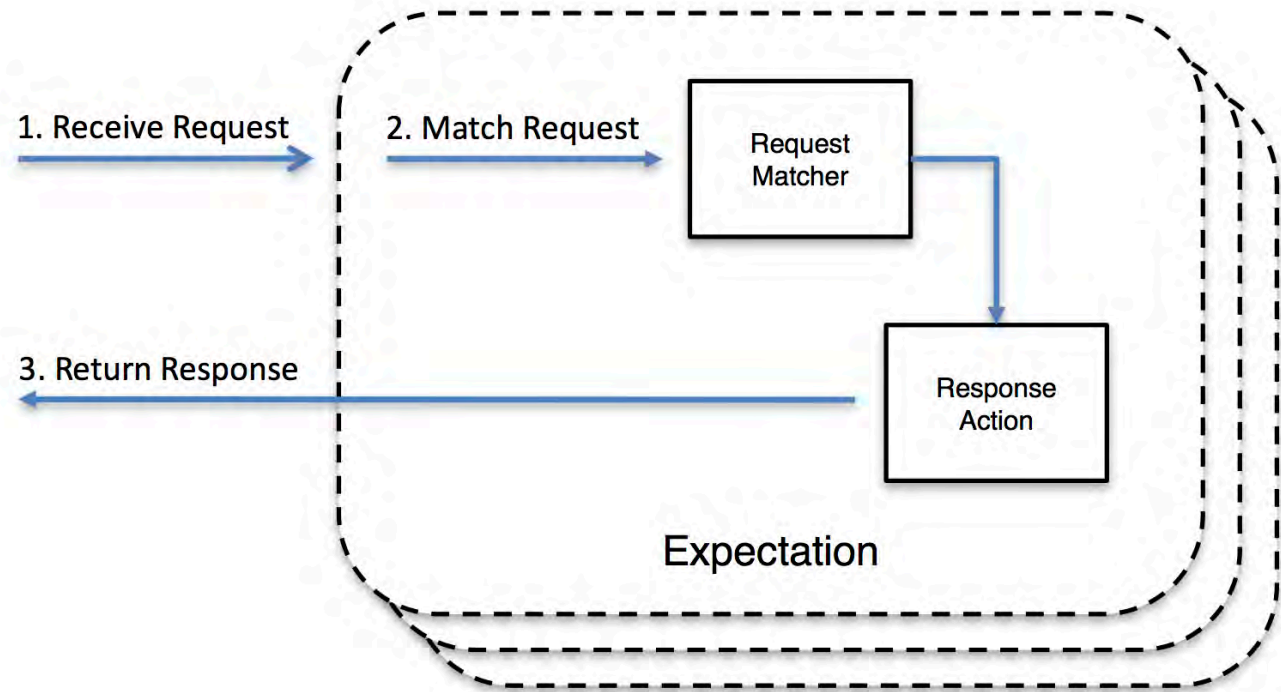 1. Receive Request
2. Match Request
Request
Matcher
3. Return Response
Response
Action
Expectation